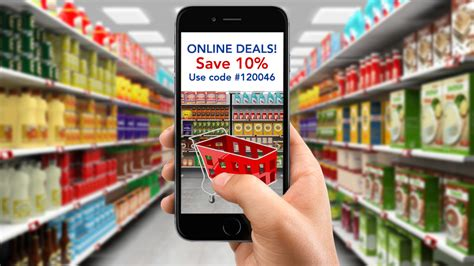 ONLINE DEALS!
Save 10%
Use code #120046